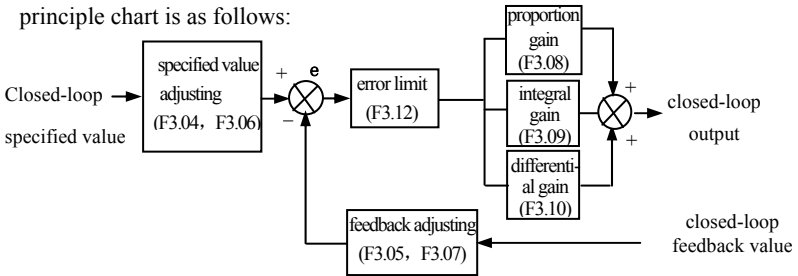 principle chart is as follows:
Closed-loop
specified value
specified value
adjusting
(F3.04，F3.06)
+
e
−
error limit
(F3.12)
proportion
gain
(F3.08)
integral
gain
(F3.09)
differenti-
al gain
(F3.10)
+
+
closed-loop
output
feedback adjusting
(F3.05，F3.07)
closed-loop
feedback value